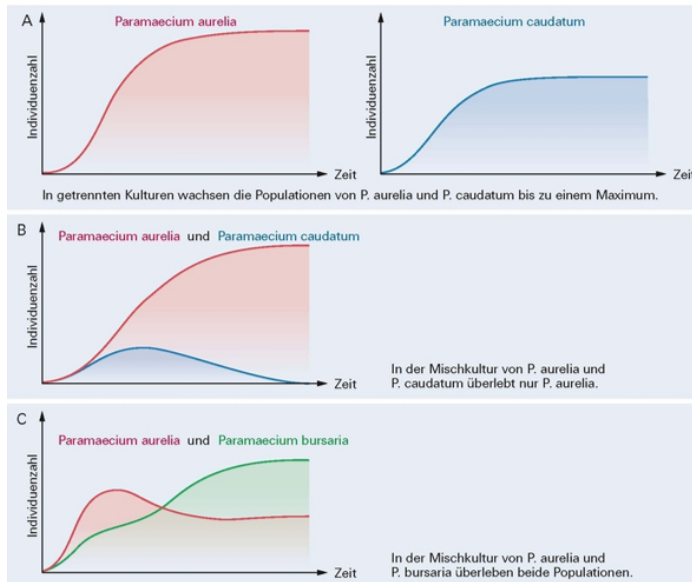 A
Paramaecium aurelia
Paramaecium caudatum
Individuenzahl
Zeit
Individuenzahl
Zeit
In getrennten Kulturen wachsen die Populationen von P. aurelia und P. caudatum bis zu einem Maximum.
B
Paramaecium aurelia und Paramaecium caudatum
Individuenzahl
Zeit
In der Mischkultur von P. aurelia und
P. caudatum überlebt nur P. aurelia.
C
Paramaecium aurelia und Paramaecium bursaria
Individuenzahl
Zeit
In der Mischkultur von P. aurelia und
P. bursaria überleben beide Populationen.